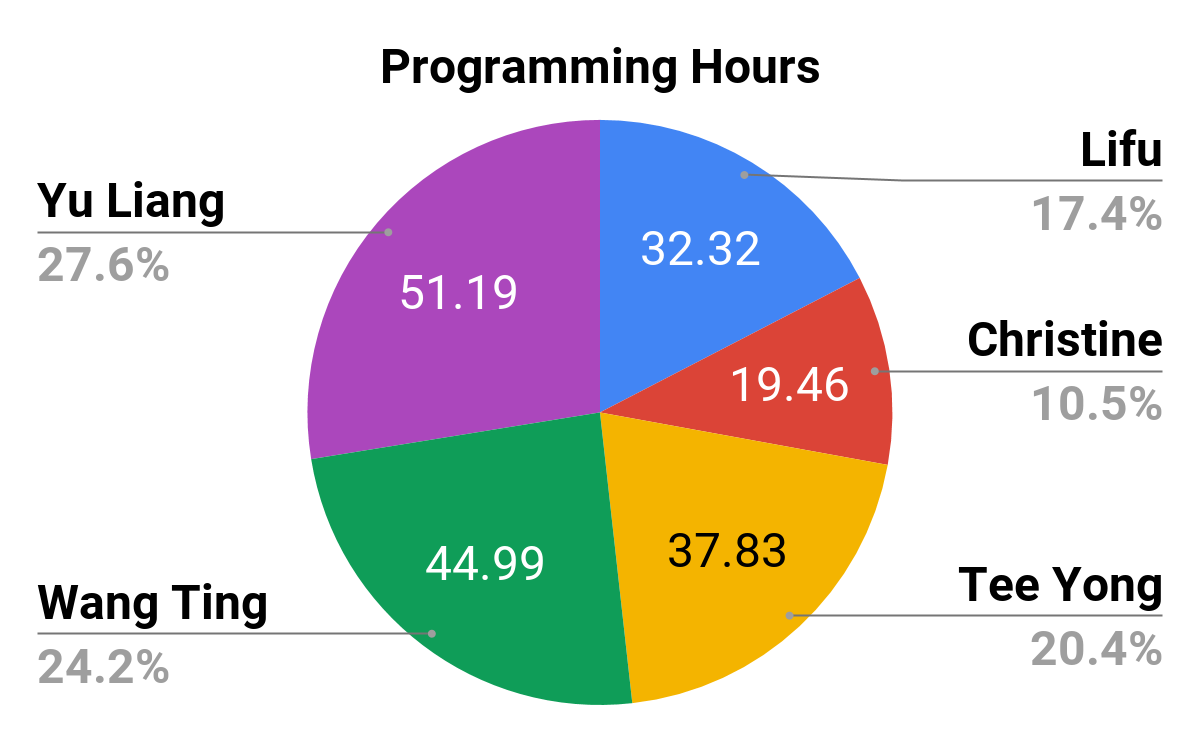 Programming Hours
Lifu
17.4%
Yu Liang
27.6%
32.32
51.19
Christine
10.5%
19.46
37.83
44.99
Tee Yong
20.4%
Wang Ting
24.2%